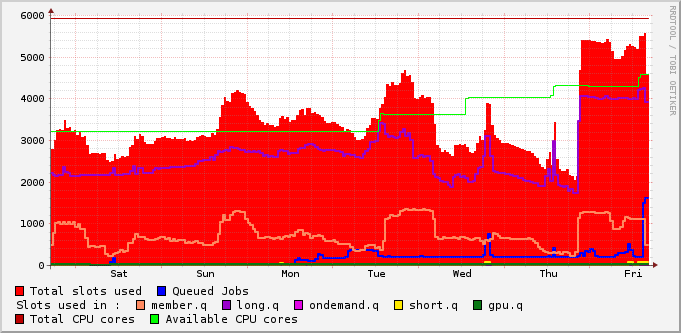 6000
5000
4000
3000
2000
1000
0
Sat Sun Mon Tue Wed Thu Fri
Total slots used Queued Jobs
Slots used in : member.q long.q ondemand.q short.q gpu.q
Total CPU cores Available CPU cores
RRDTOOL / TOBI OETIKER